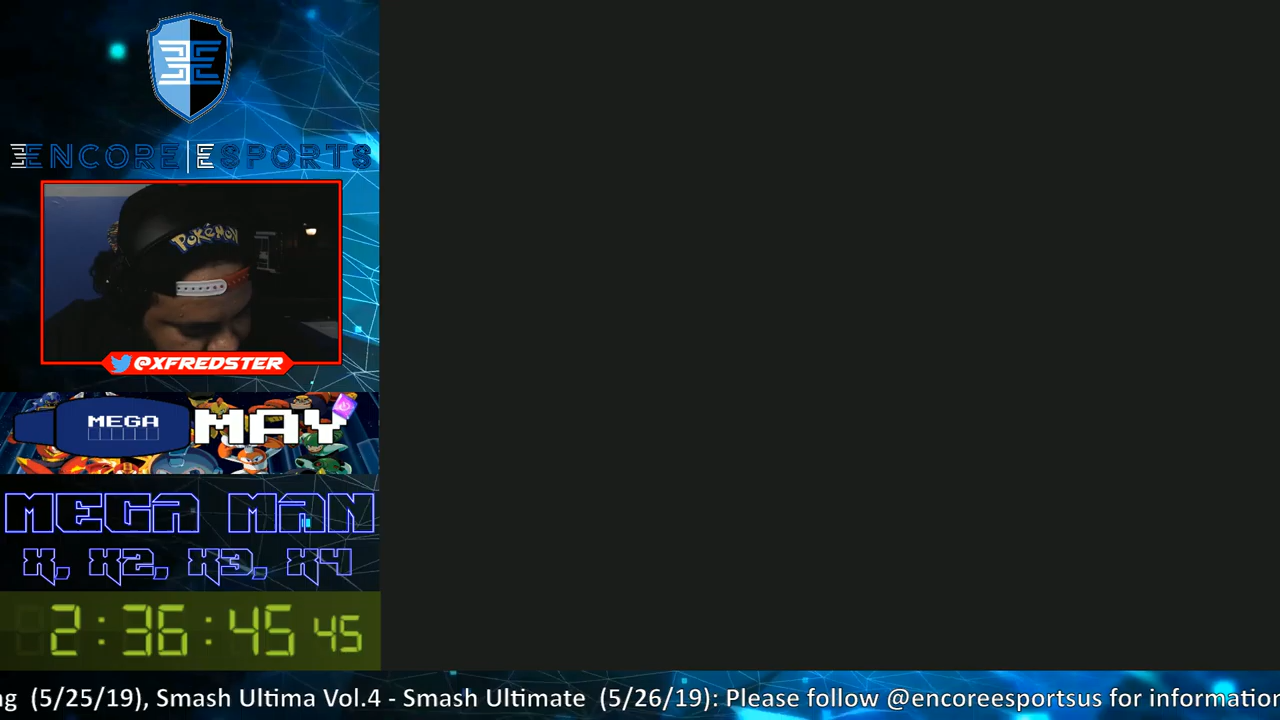 ENCORE|ESPORTS
Pokémon
@XFREDSTER
MEGA
MAY
MEGA MAN
X, X2, X3, X4
2:36:45 45
(5/25/19), Smash Ultima Vol.4 - Smash Ultimate (5/26/19): Please follow @encoreesportsus for